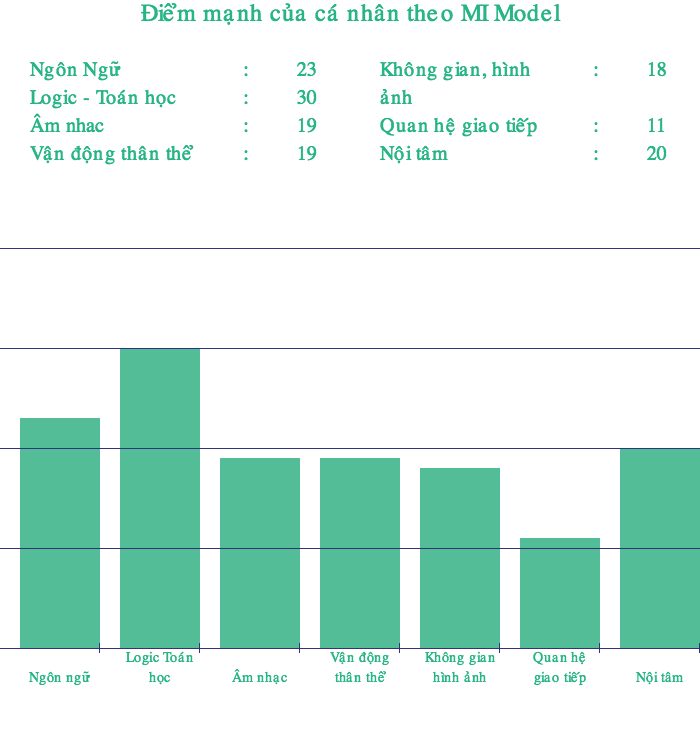 Điểm mạnh của cá nhân theo MI Model
Ngôn Ngữ : 23
Logic - Toán học : 30
Âm nhac : 19
Vận động thân thể : 19
Không gian, hình : 18
ảnh
Quan hệ giao tiếp : 11
Nội tâm : 20
Ngôn ngữ
Logic Toán
học
Âm nhạc
Vận động
thân thể
Không gian
hình ảnh
Quan hệ
giao tiếp
Nội tâm